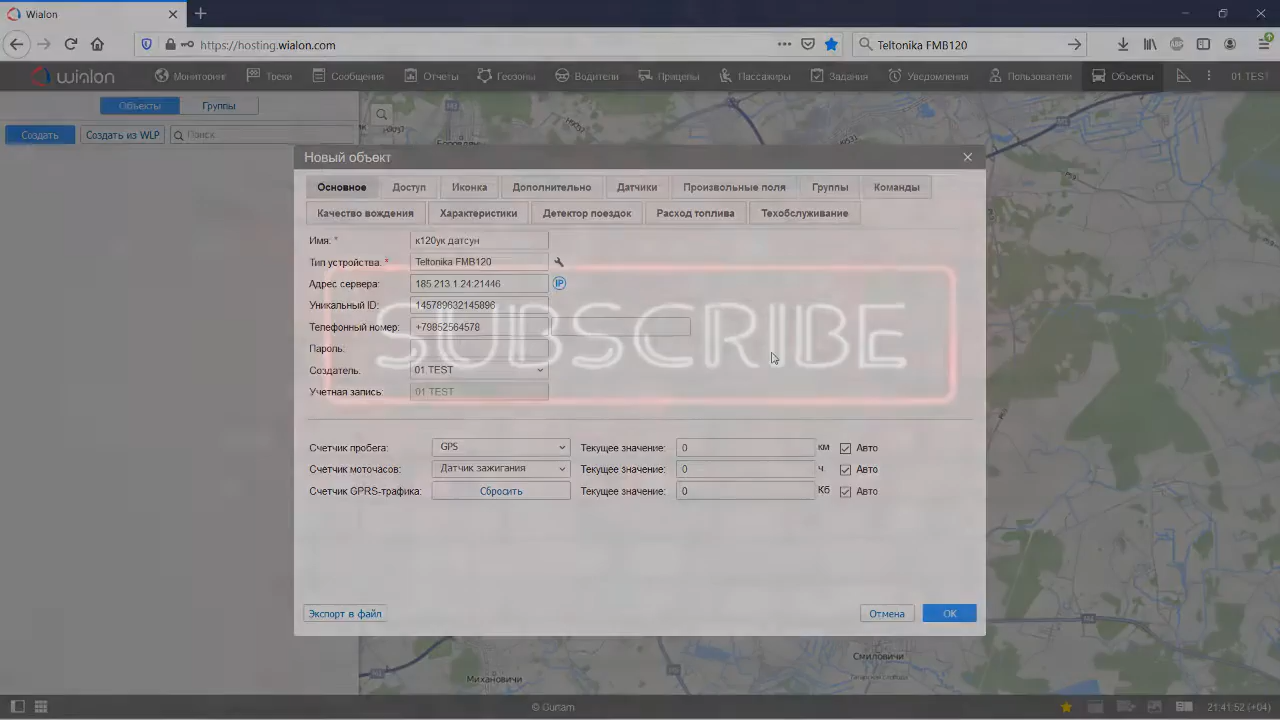 Wialon
https://hosting.wialon.com
Teltonika FMB120
wialon
Мониторинг
Треки
Сообщения
Отчеты
Геозоны
Водители
Прицепы
Пассажиры
Задания
Уведомления
Пользователи
Объекты
01 TEST
Объекты
Группы
Создать
Создать из WLP
Поиск
Новый объект
Основное
Доступ
Иконка
Дополнительно
Датчики
Произвольные поля
Группы
Команды
Качество вождения
Характеристики
Детектор поездок
Расход топлива
Техобслуживание
Имя: * к120ук датсун
Тип устройства: * Teltonika FMB120
Адрес сервера: 185.213.1.24:21446 IP
Уникальный ID: 145789632145896
Телефонный номер: +79852564578
Пароль:
Создатель: 01 TEST
Учетная запись: 01 TEST
SUBSCRIBE
Счетчик пробега: GPS Текущее значение: 0 км Авто
Счетчик моточасов: Датчик зажигания Текущее значение: 0 ч Авто
Счетчик GPRS-трафика: Сбросить Текущее значение: 0 Кб Авто
Экспорт в файл
Отмена
OK
Смиловичи
Михановичи
© Gurtam
21:41:52 (+04)